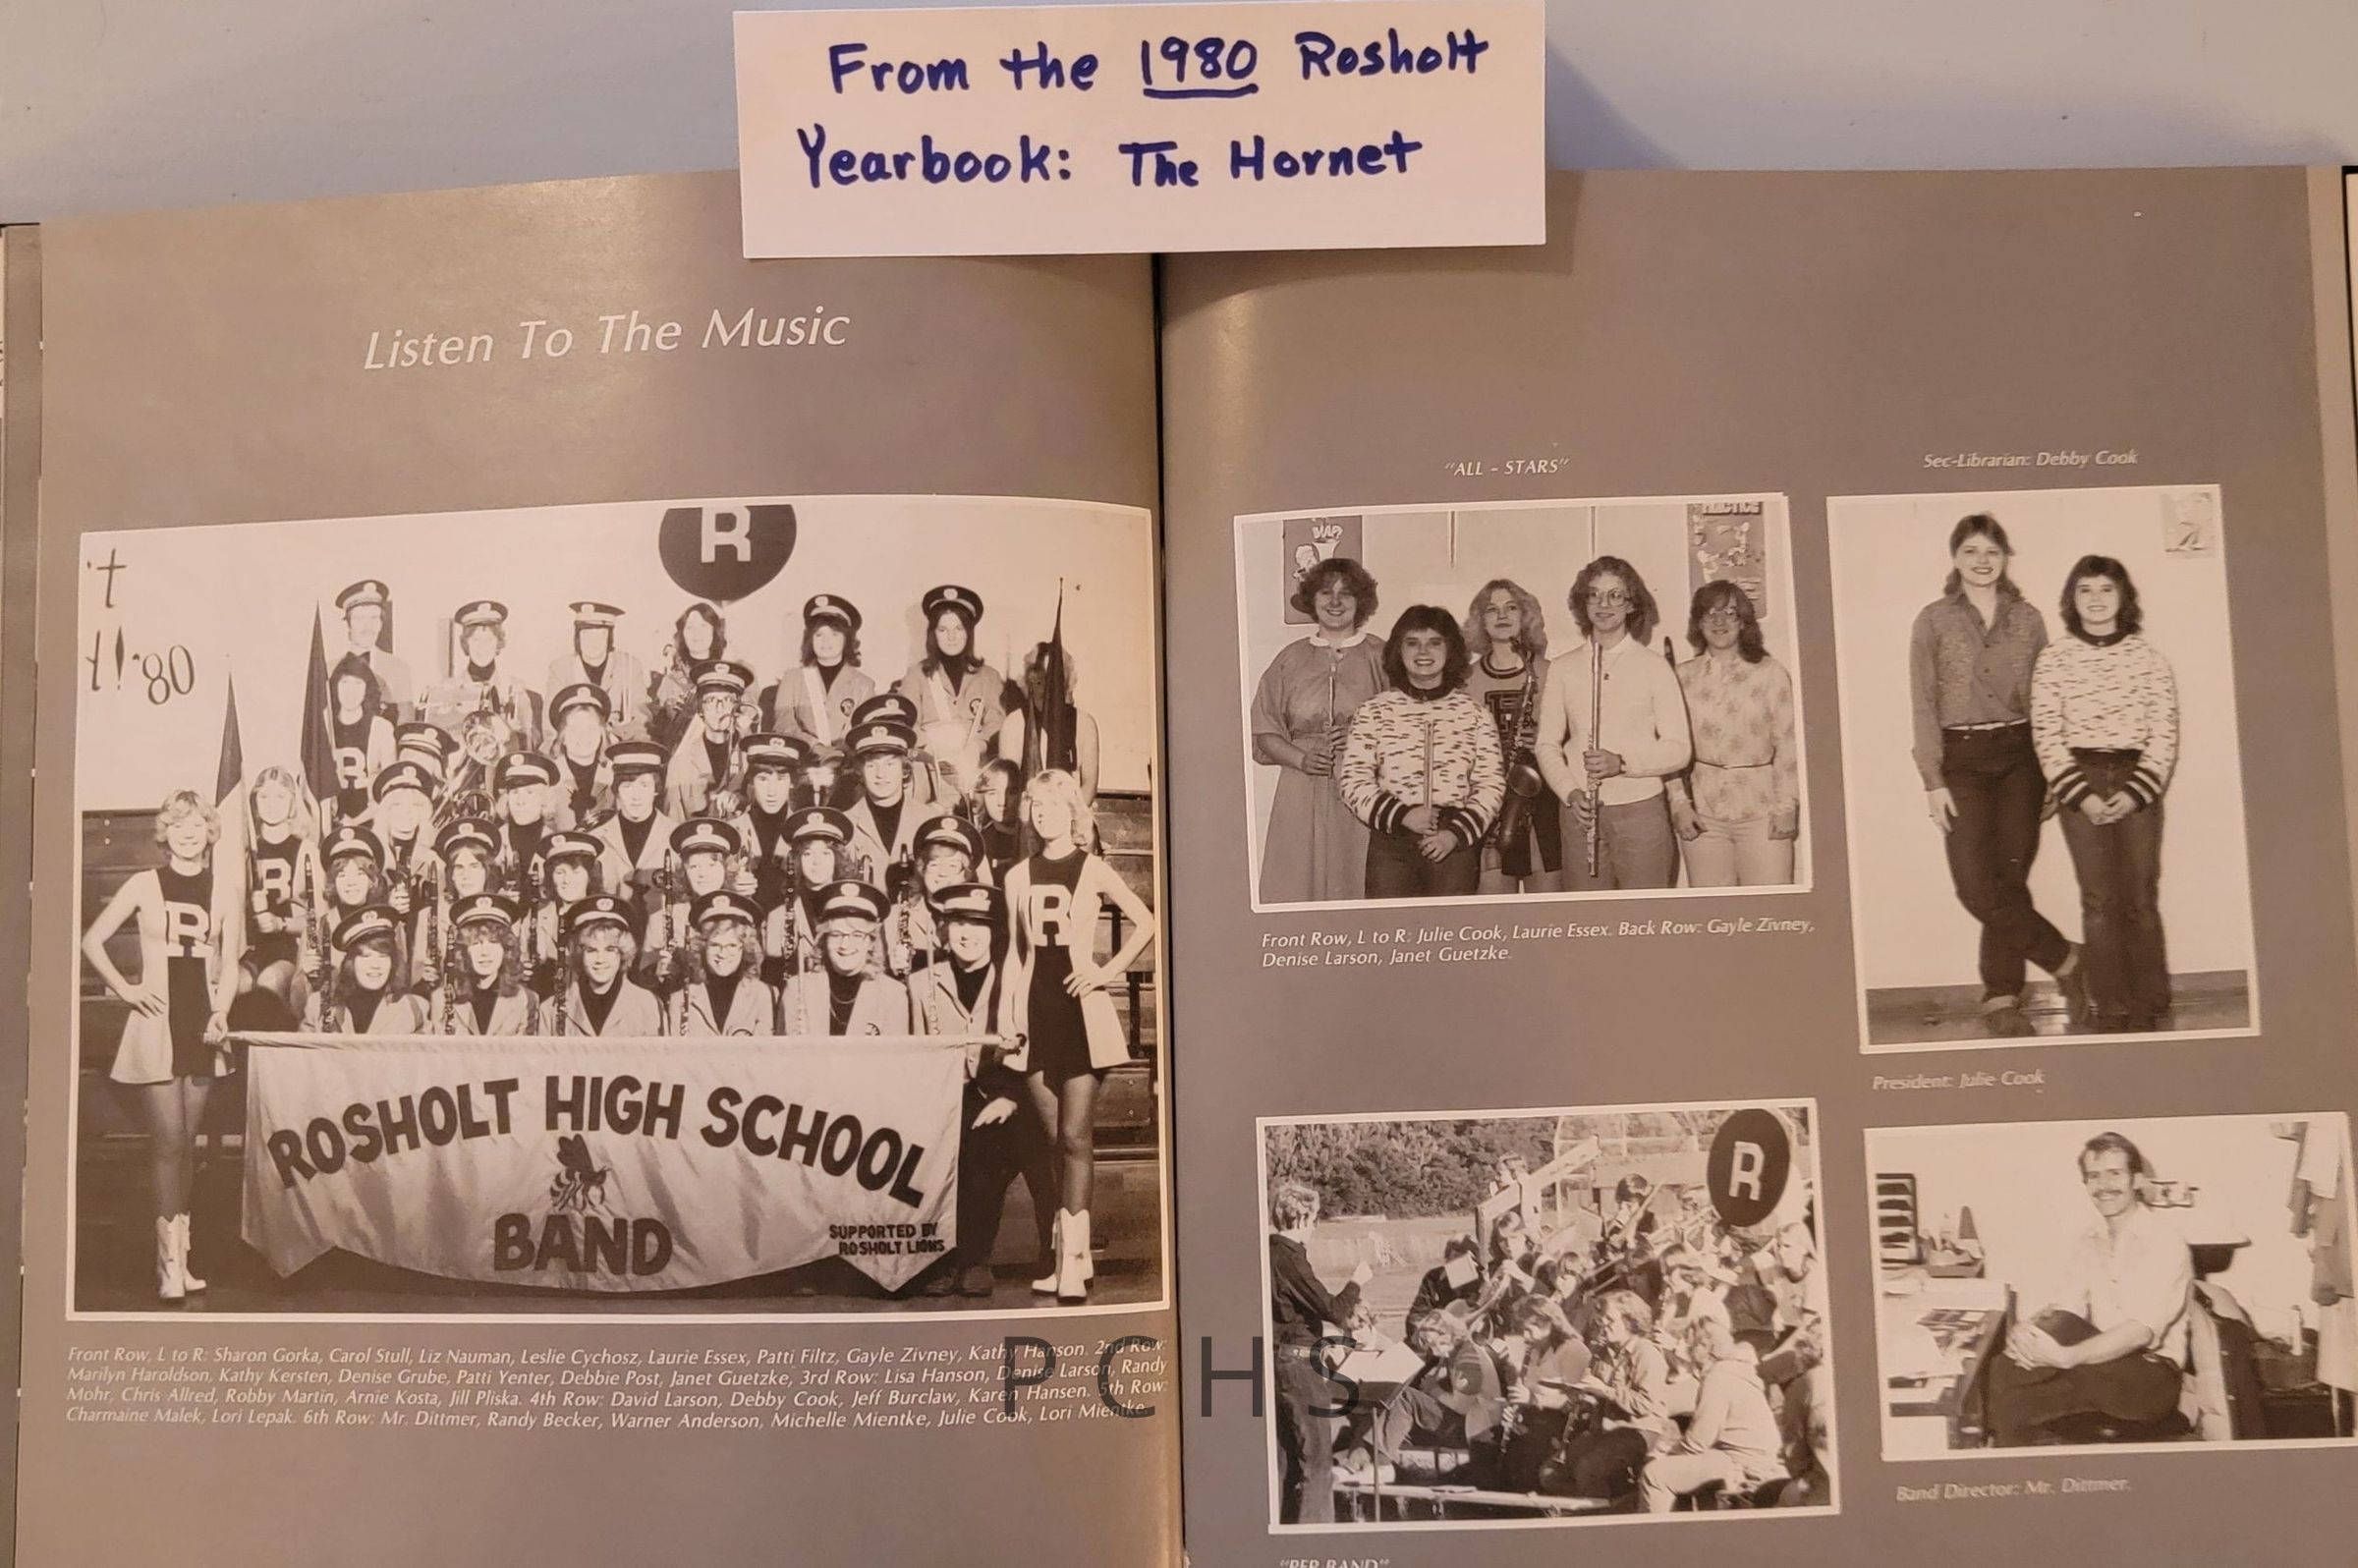 From the 1980 Rosholt
Yearbook: The Hornet
Listen To The Music
R
't
t!-'80
R
R
R
R
ROSHOLT HIGH SCHOOL
BAND
SUPPORTED BY
ROSHOLT LIONS
Front Row, L to R: Sharon Gorka, Carol Stull, Liz Nauman, Leslie Cychosz, Laurie Essex, Patti Filtz, Gayle Zivney, Kathy Hanson. 2nd Row:
Marilyn Haroldson, Kathy Kersten, Denise Grube, Patti Yenter, Debbie Post, Janet Guetzke, 3rd Row: Lisa Hanson, Denise Larson, Randy
Mohr, Chris Allred, Robby Martin, Arnie Kosta, Jill Pliska. 4th Row: David Larson, Debby Cook, Jeff Burclaw, Karen Hansen. 5th Row:
Charmaine Malek, Lori Lepak. 6th Row: Mr. Dittmer, Randy Becker, Warner Anderson, Michelle Mientke, Julie Cook, Lori Mientke.
"ALL - STARS"
Front Row, L to R: Julie Cook, Laurie Essex. Back Row: Gayle Zivney,
Denise Larson, Janet Guetzke.
Sec-Librarian: Debby Cook
President: Julie Cook
R
"PEP BAND"
Band Director: Mr. Dittmer.
PCHS